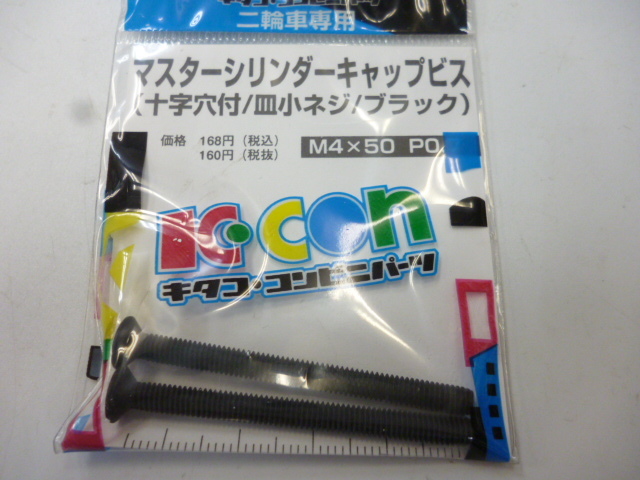 二輪車専用
マスターシリンダーキャップビス
(十字穴付/皿小ネジ/ブラック)
価格 168円(税込)
160円(税抜)
M4×50 P0
K・con
キタコ・コンビニパーツ